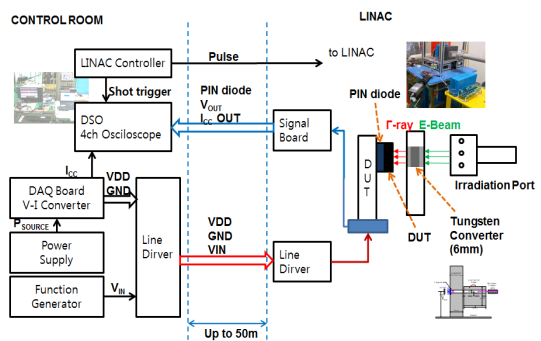 CONTROL ROOM
LINAC
LINAC Controller
Pulse
to LINAC
Shot trigger
DSO
4ch Osciloscope
PIN diode
VOUT
ICC OUT
Signal
Board
PIN diode
Γ-ray E-Beam
DUT
Irradiation Port
ICC
DAQ Board
V-I Converter
VDD
GND
PSOURCE
Power
Supply
Function
Generator
VIN
Line
Dirver
VDD
GND
VIN
Line
Dirver
DUT
Tungsten
Converter
(6mm)
Up to 50m